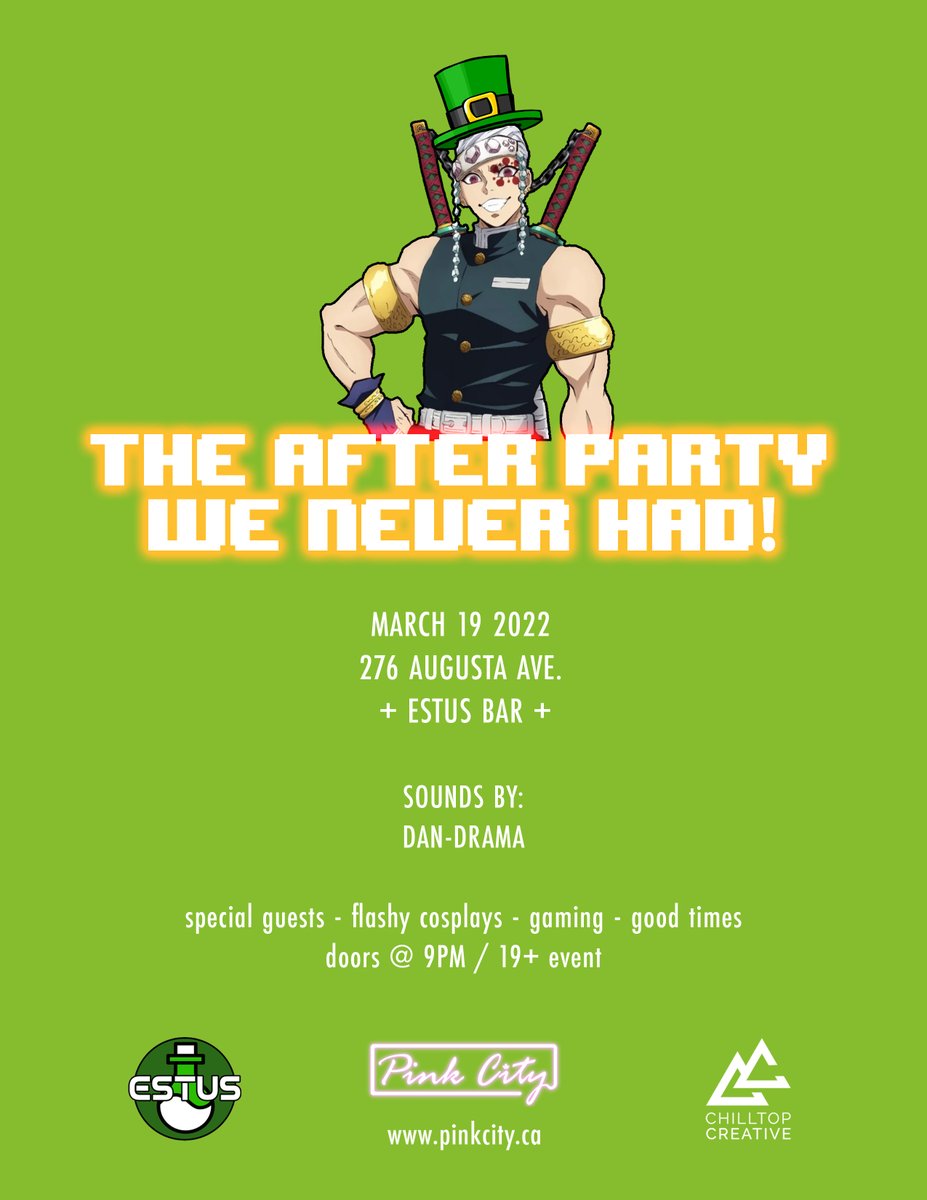 THE AFTER PARTY
WE NEVER HAD!
MARCH 19 2022
276 AUGUSTA AVE.
+ ESTUS BAR +
SOUNDS BY:
DAN-DRAMA
special guests - flashy cosplays - gaming - good times
doors @ 9PM / 19+ event
ESTUS
Pink City
www.pinkcity.ca
CHILLTOP
CREATIVE